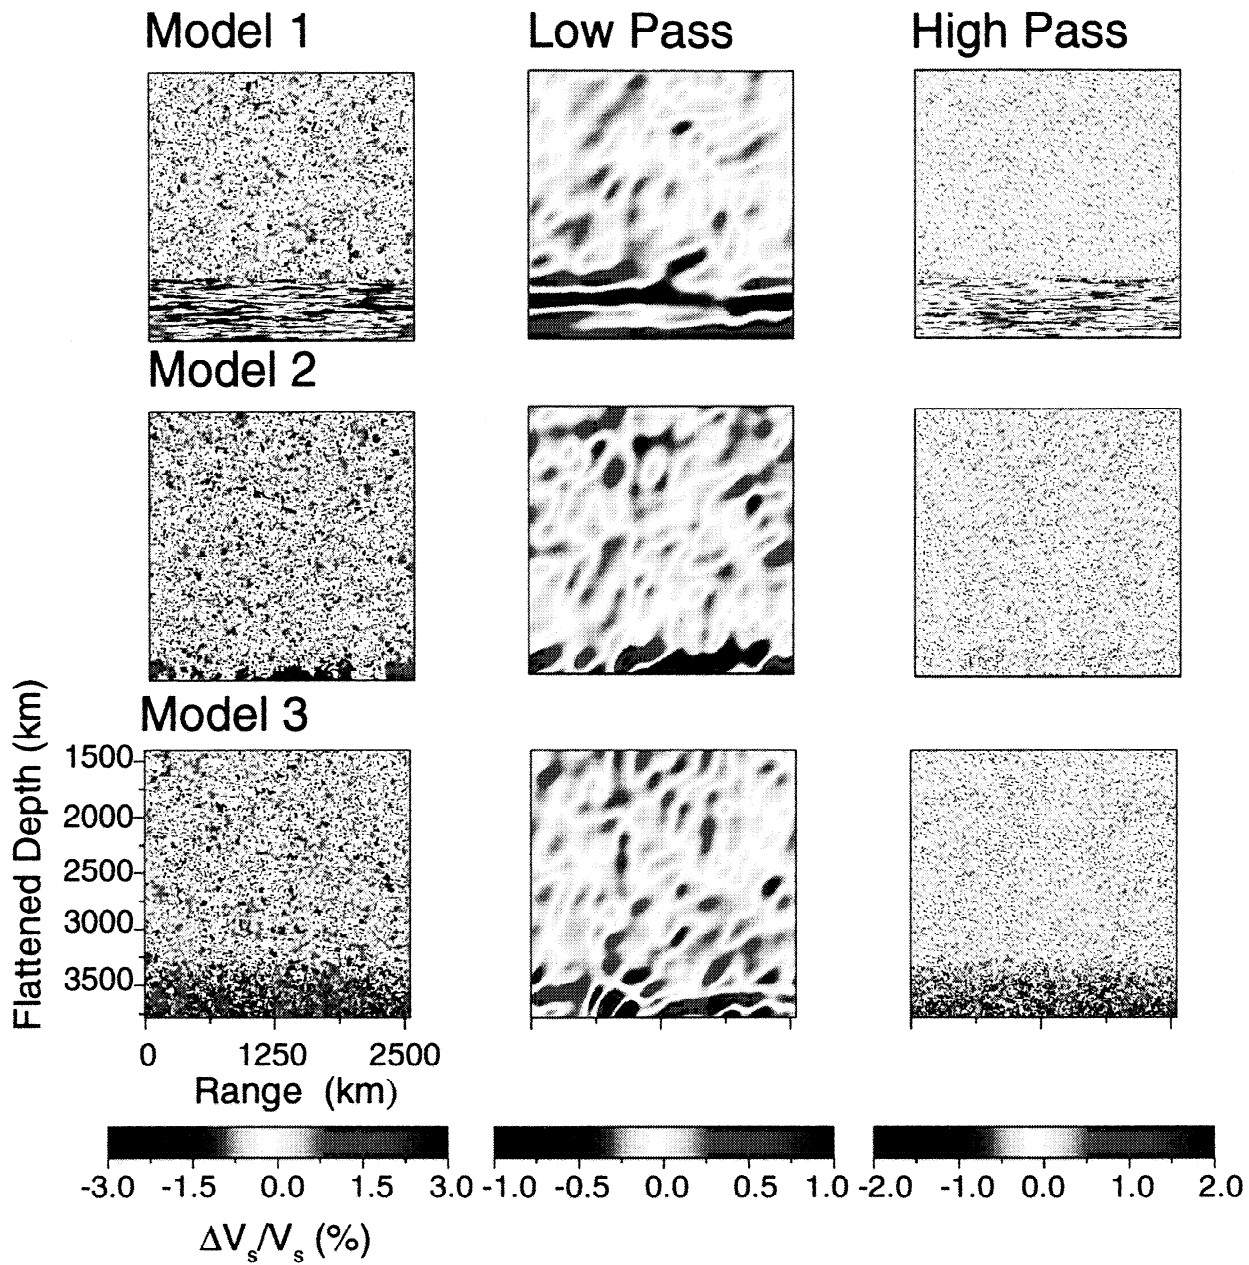 Model 1 Low Pass High Pass
Model 2
Model 3
Flattened Depth (km)
1500
2000
2500
3000
3500
0 1250 2500
Range (km)
-3.0 -1.5 0.0 1.5 3.0 -1.0 -0.5 0.0 0.5 1.0 -2.0 -1.0 0.0 1.0 2.0
ΔVs/Vs (%)